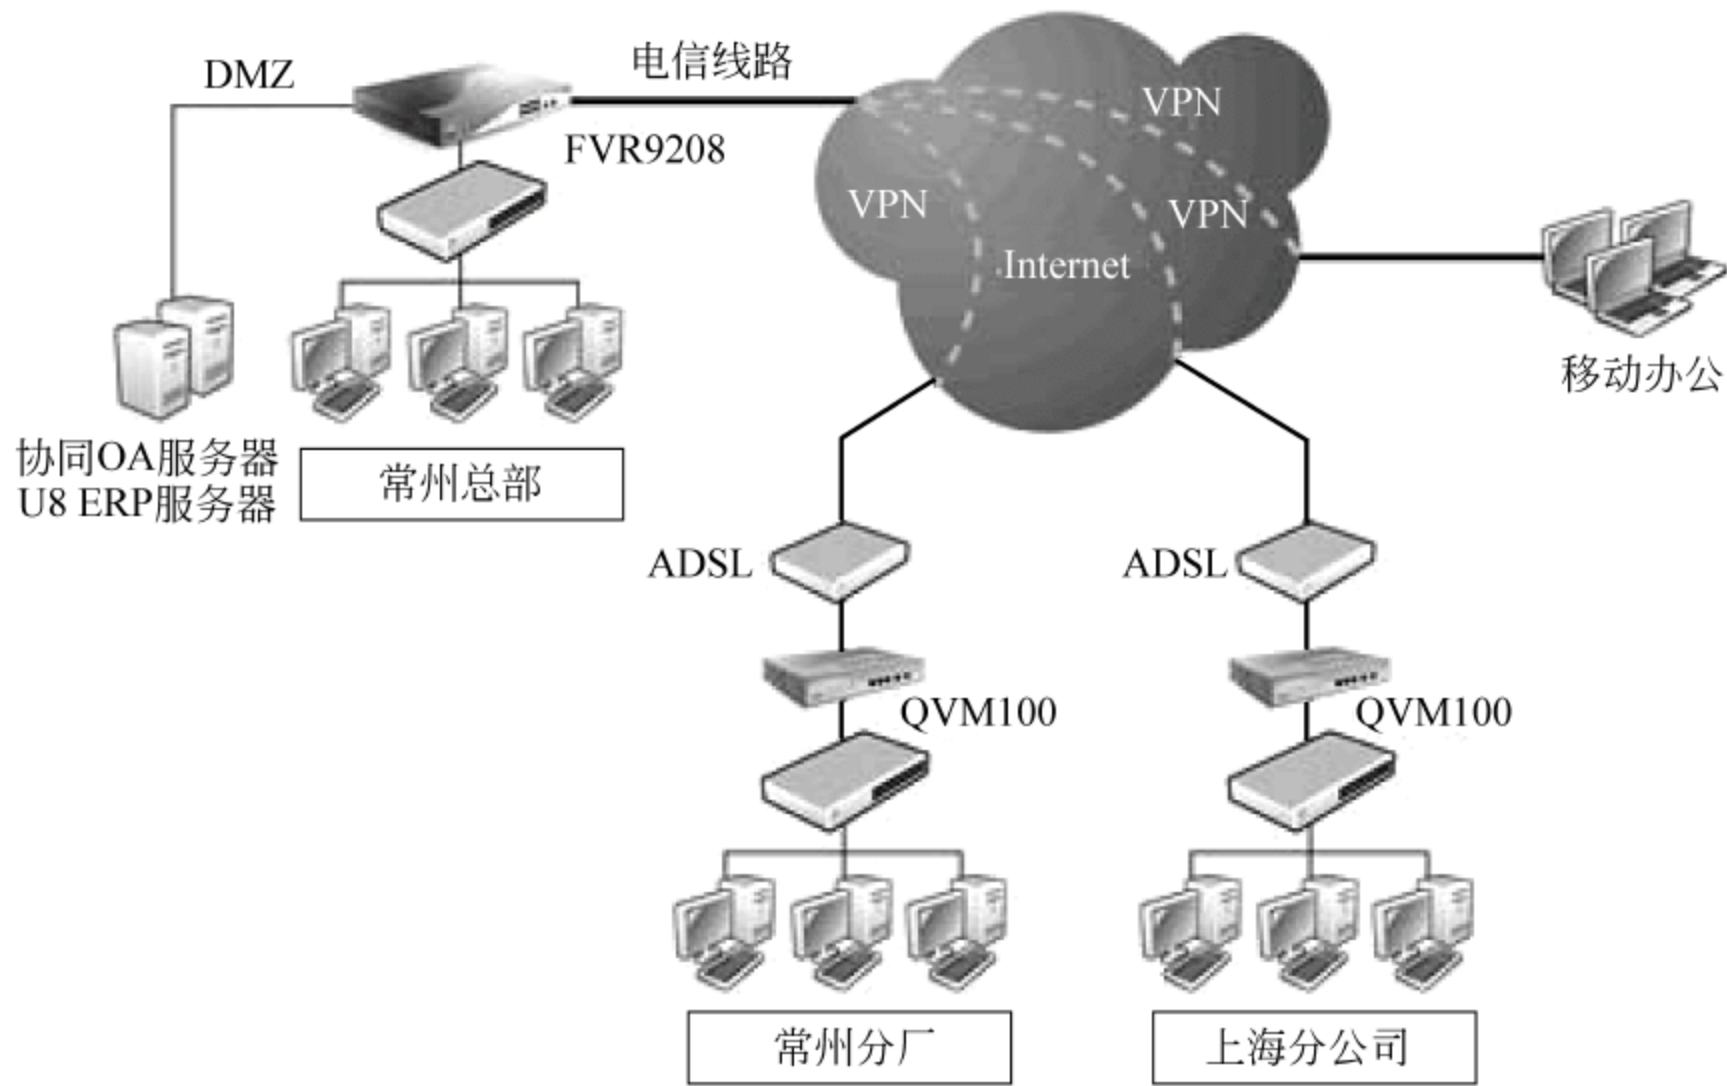 DMZ
电信线路
FVR9208
VPN
VPN
VPN
Internet
移动办公
协同OA服务器
U8 ERP服务器
常州总部
ADSL
ADSL
QVM100
QVM100
常州分厂
上海分公司